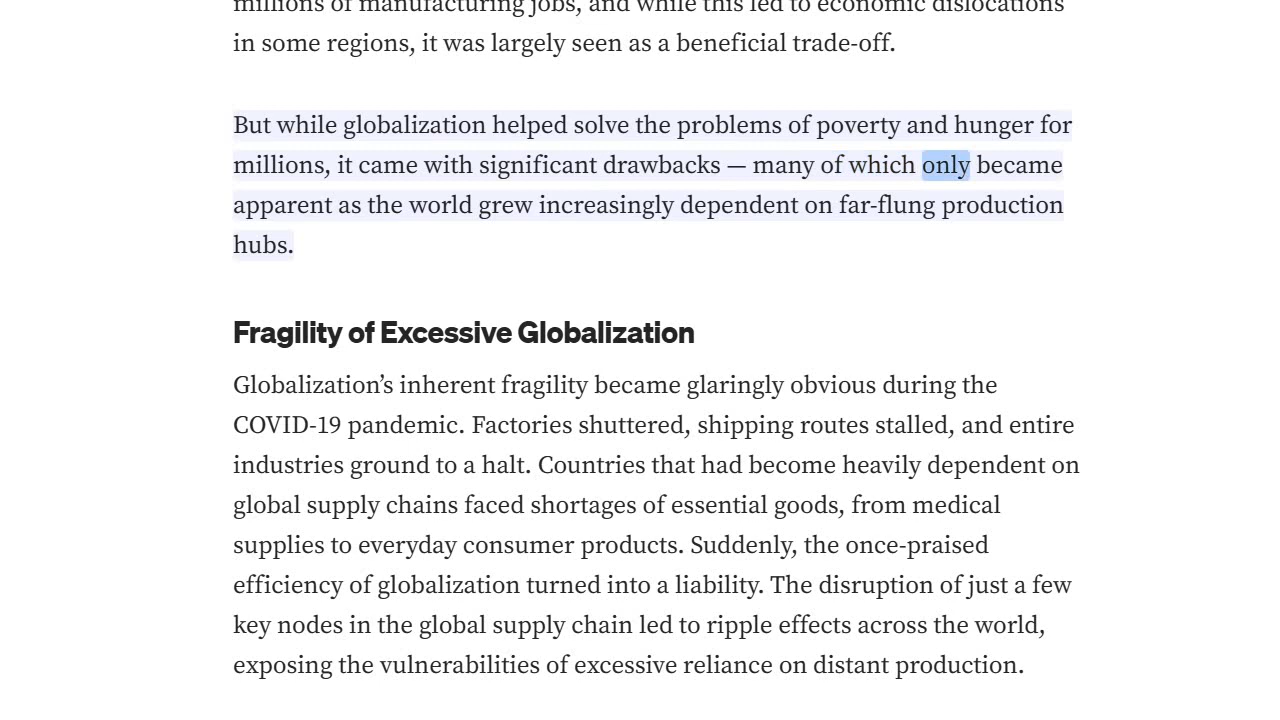 millions of manufacturing jobs, and while this led to economic dislocations
in some regions, it was largely seen as a beneficial trade-off.
But while globalization helped solve the problems of poverty and hunger for
millions, it came with significant drawbacks — many of which only became
apparent as the world grew increasingly dependent on far-flung production
hubs.
Fragility of Excessive Globalization
Globalization’s inherent fragility became glaringly obvious during the
COVID-19 pandemic. Factories shuttered, shipping routes stalled, and entire
industries ground to a halt. Countries that had become heavily dependent on
global supply chains faced shortages of essential goods, from medical
supplies to everyday consumer products. Suddenly, the once-praised
efficiency of globalization turned into a liability. The disruption of just a few
key nodes in the global supply chain led to ripple effects across the world,
exposing the vulnerabilities of excessive reliance on distant production.